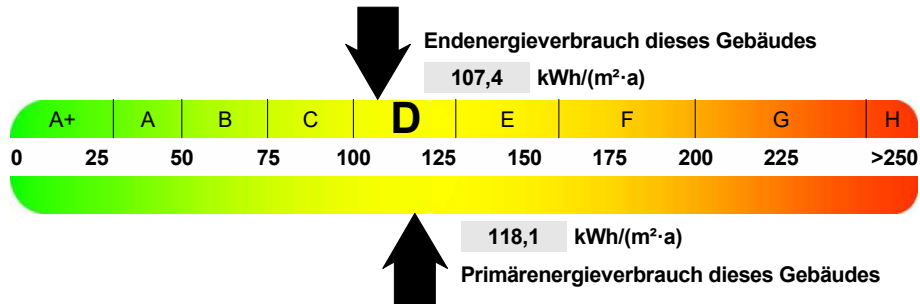 Endenergieverbrauch dieses Gebäudes
107,4 kWh/(m²·a)
A+ A B C D E F G H
0 25 50 75 100 125 150 175 200 225 >250
118,1 kWh/(m²·a)
Primärenergieverbrauch dieses Gebäudes